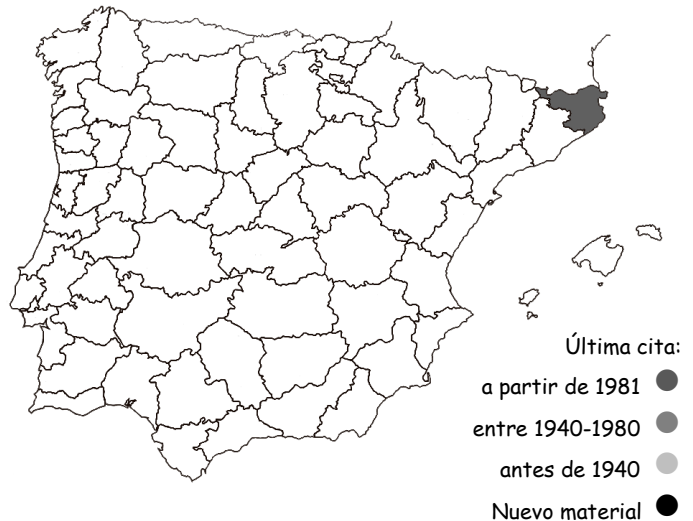 Última cita:
a partir de 1981
entre 1940-1980
antes de 1940
Nuevo material